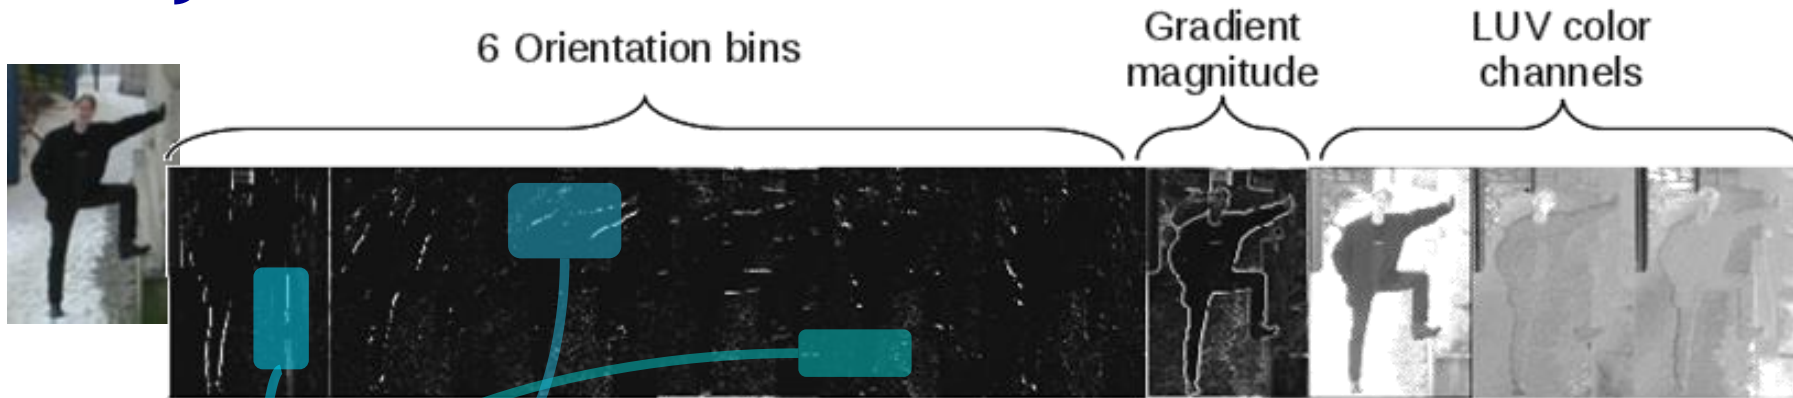 6 Orientation bins
Gradient
magnitude
LUV color
channels